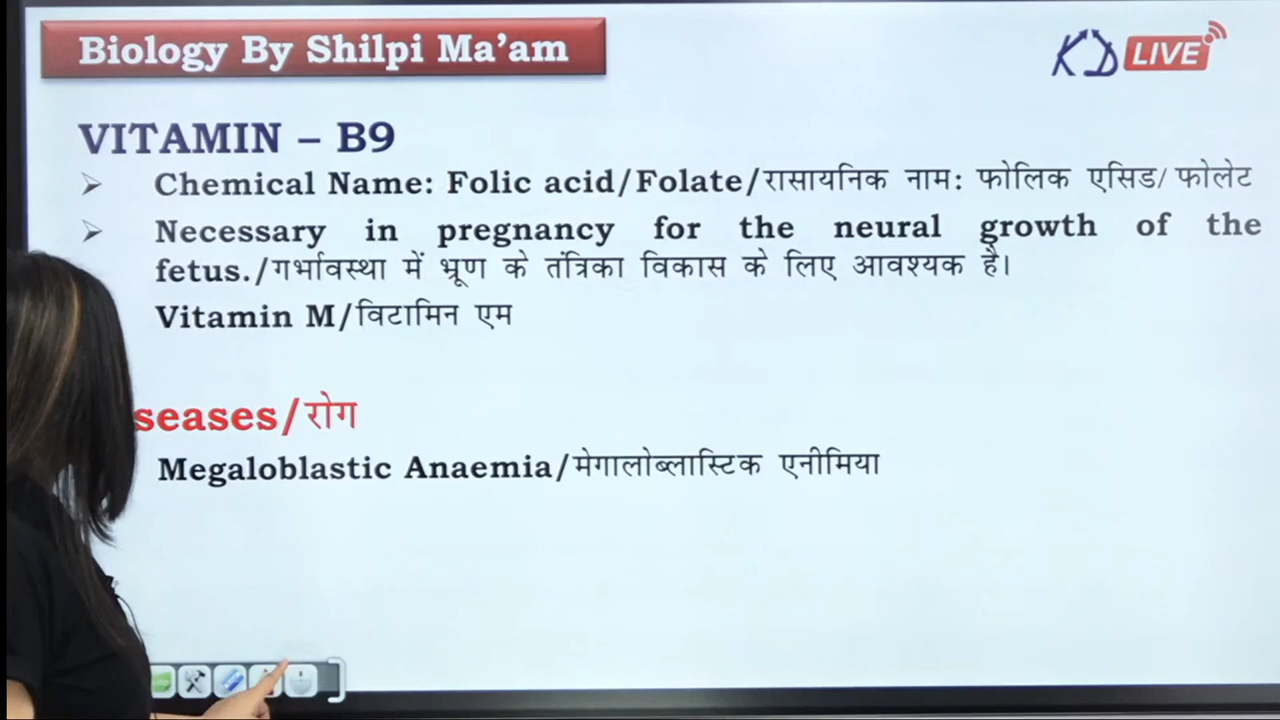 Biology By Shilpi Ma’am
KD LIVE
VITAMIN – B9
➢ Chemical Name: Folic acid/Folate/रासायनिक नाम: फोलिक एसिड/ फोलेट
➢ Necessary in pregnancy for the neural growth of the
fetus./गर्भावस्था में भ्रूण के तंत्रिका विकास के लिए आवश्यक है।
Vitamin M/विटामिन एम
seases/रोग
Megaloblastic Anaemia/मेगालोब्लास्टिक एनीमिया